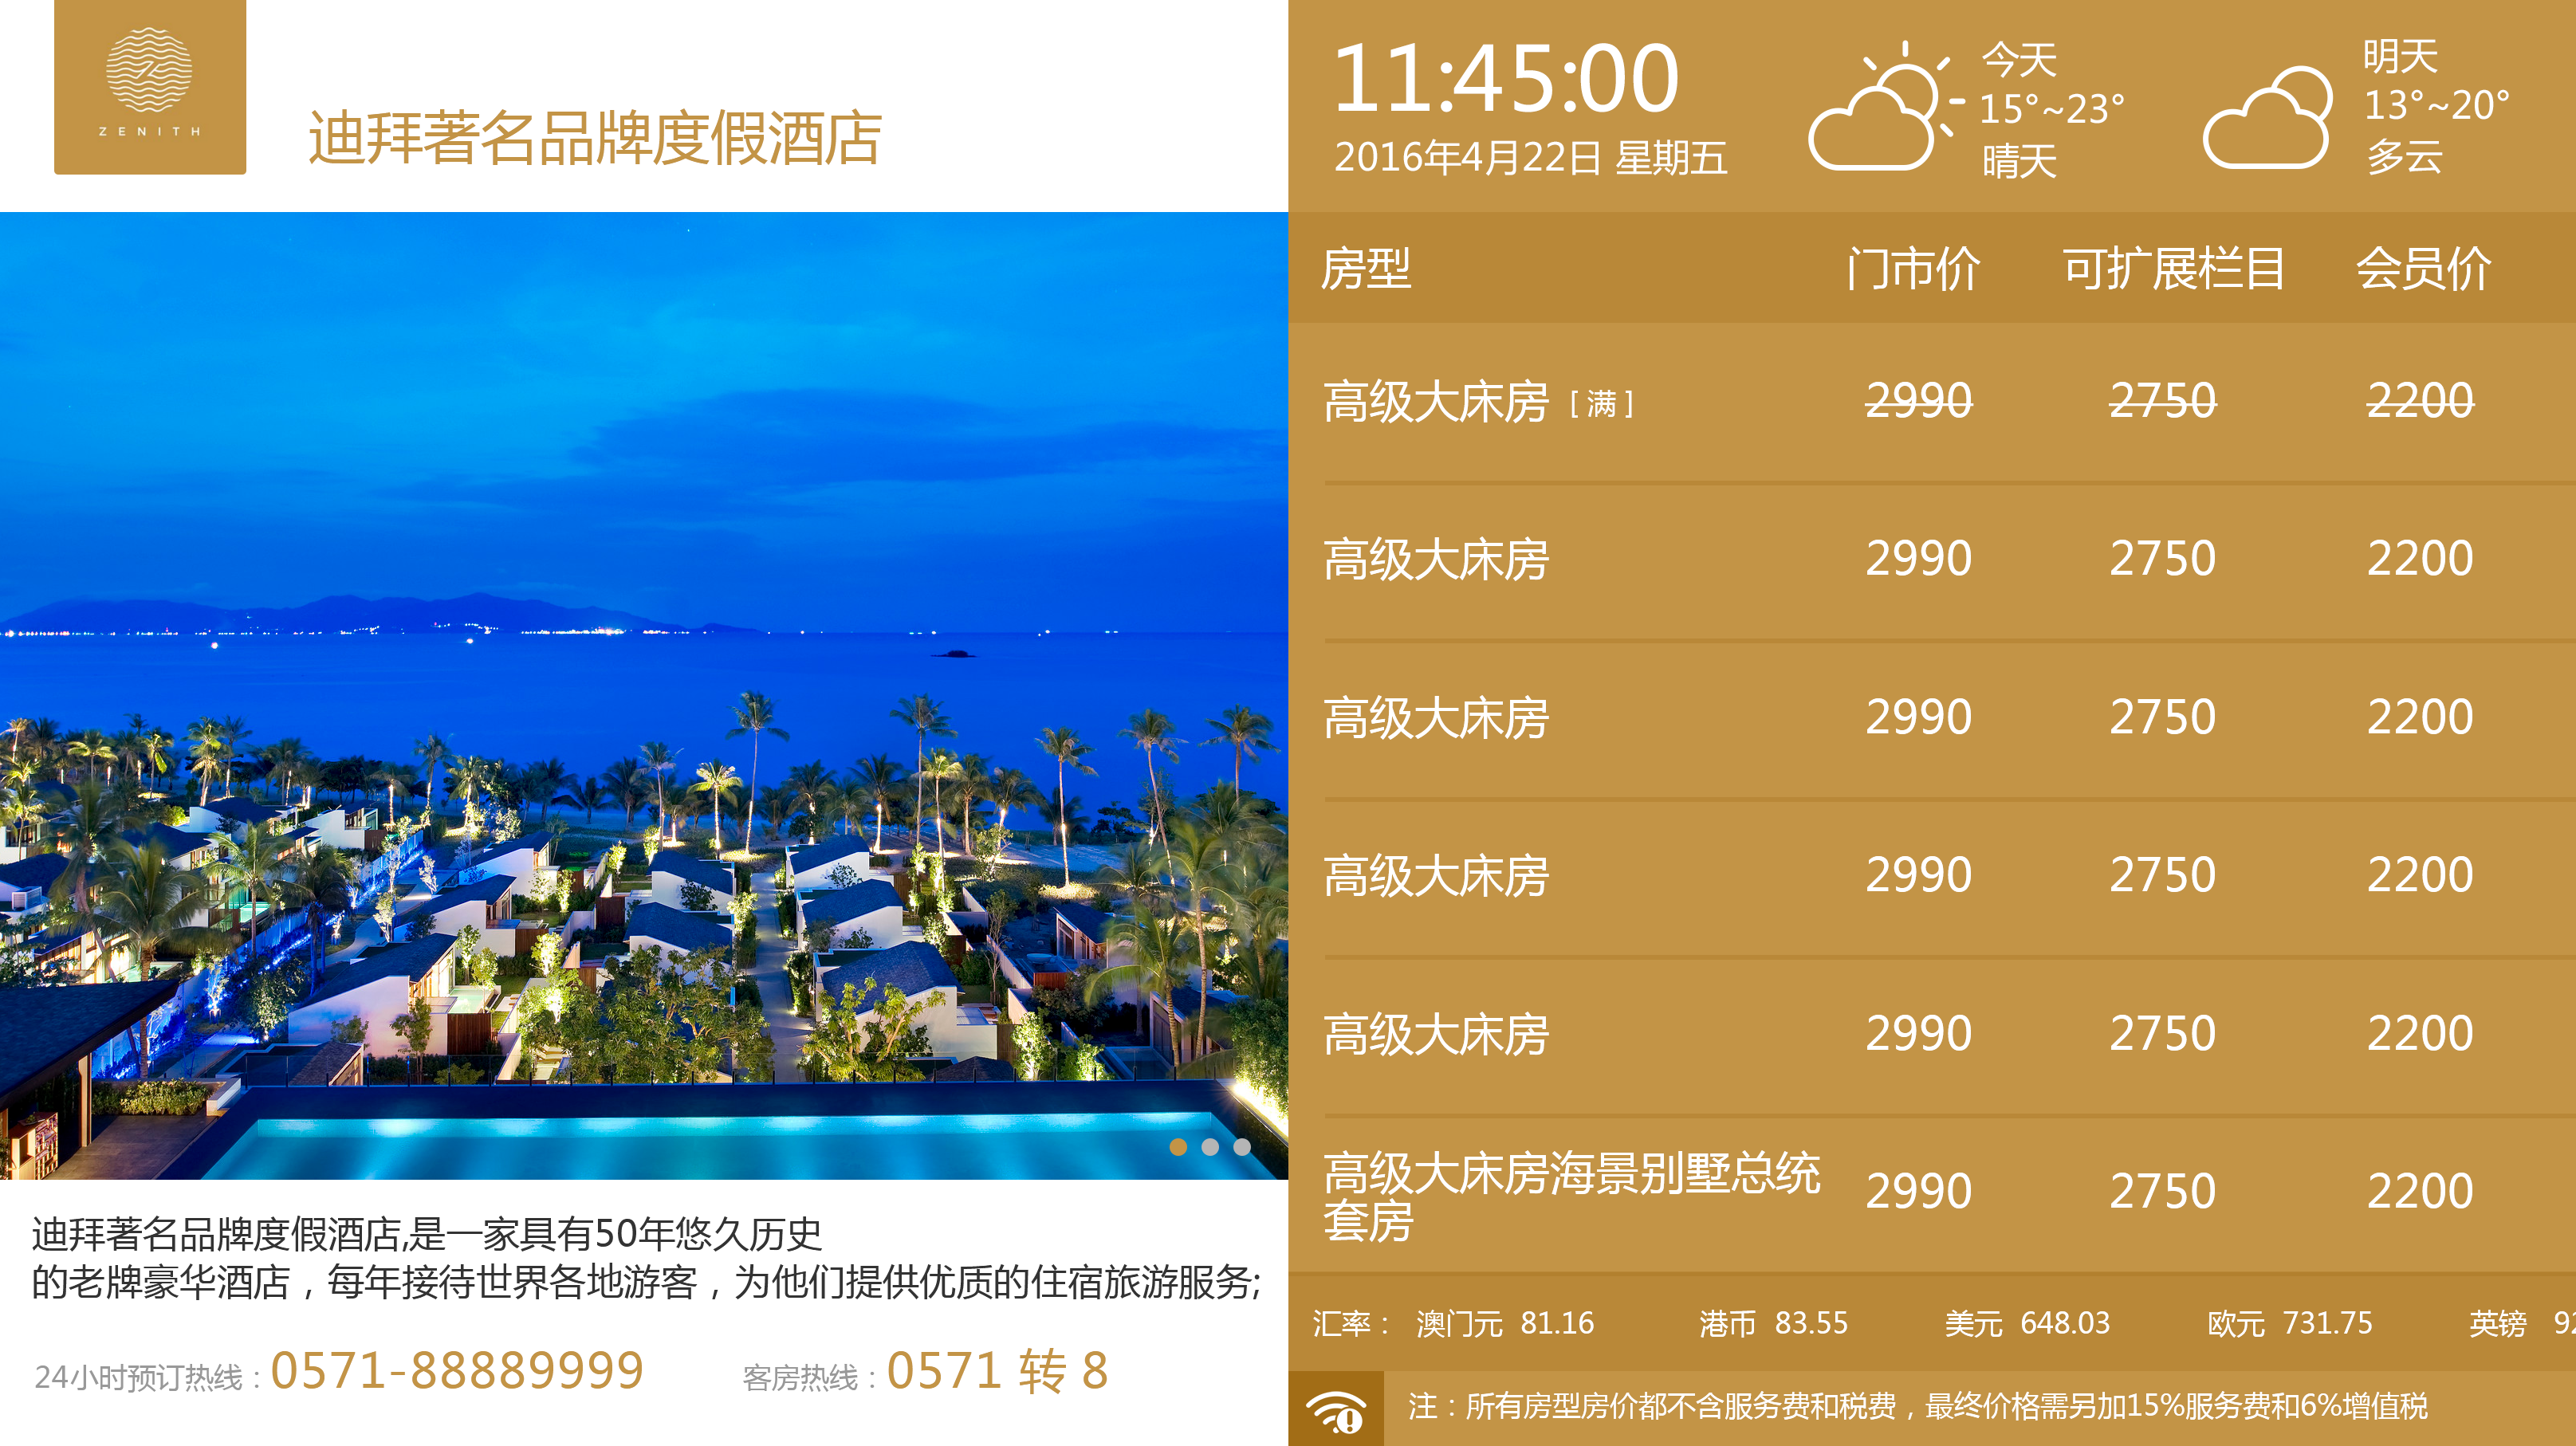 ZENITH
迪拜著名品牌度假酒店
11:45:00
2016年4月22日 星期五
今天
15°~23°
晴天
明天
13°~20°
多云
房型 门市价 可扩展栏目 会员价
高级大床房 [ 满 ] 2990 2750 2200
高级大床房 2990 2750 2200
高级大床房 2990 2750 2200
高级大床房 2990 2750 2200
高级大床房 2990 2750 2200
高级大床房海景别墅总统
套房 2990 2750 2200
迪拜著名品牌度假酒店,是一家具有50年悠久历史
的老牌豪华酒店，每年接待世界各地游客，为他们提供优质的住宿旅游服务;
24小时预订热线：0571-88889999 客房热线：0571 转 8
汇率： 澳门元 81.16 港币 83.55 美元 648.03 欧元 731.75 英镑
注：所有房型房价都不含服务费和税费，最终价格需另加15%服务费和6%增值税